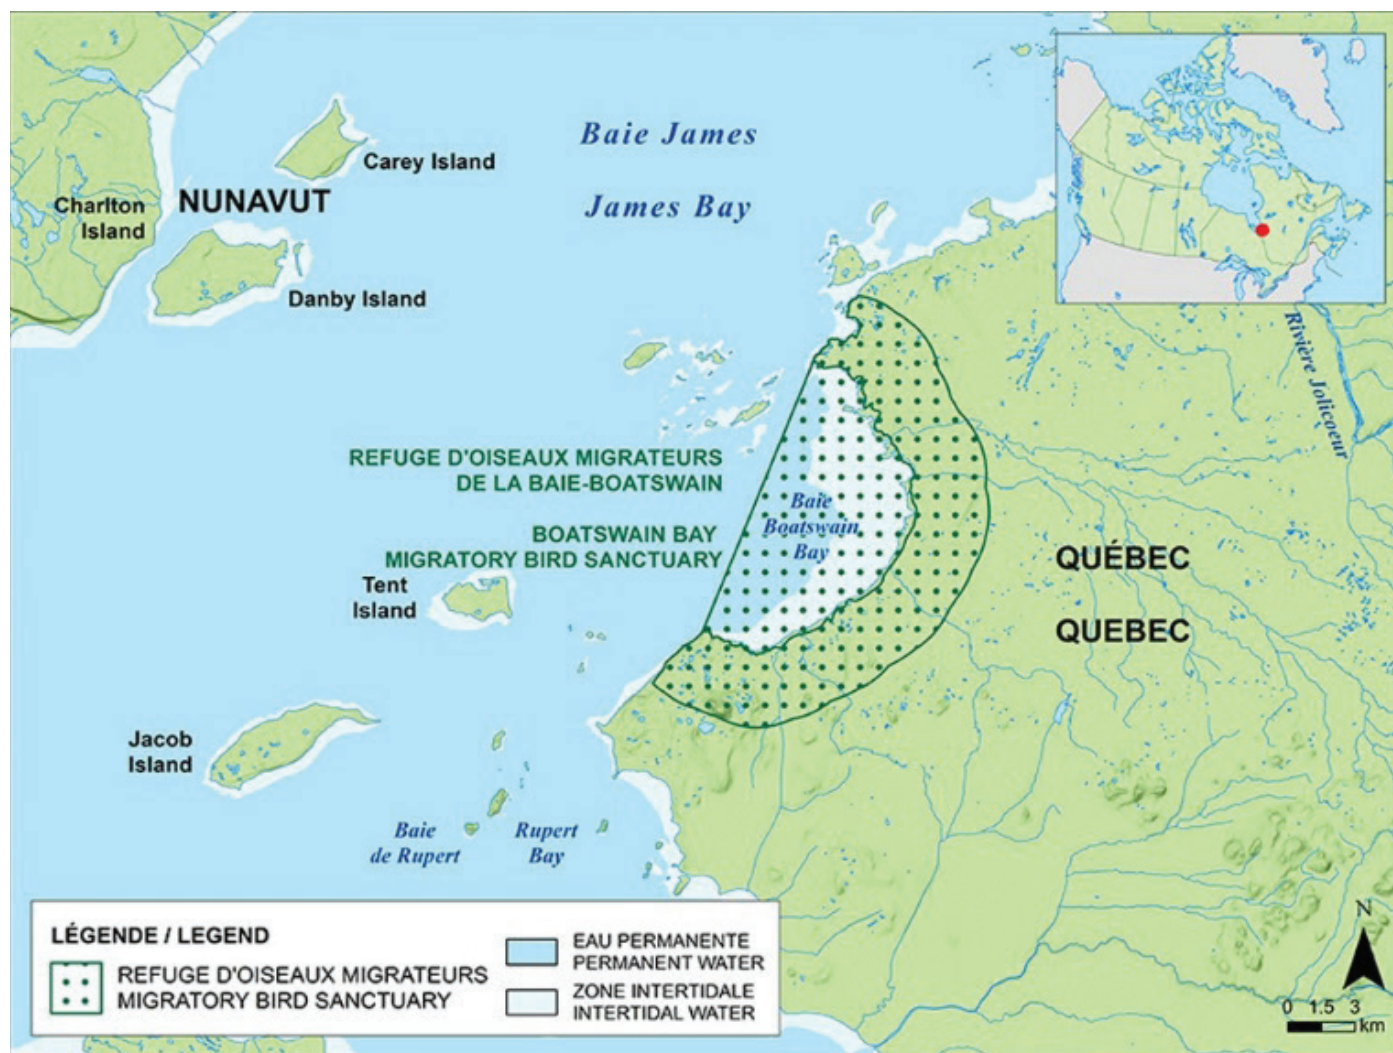 Baie James
James Bay
Carey Island
NUNAVUT
Charlton
Island
Danby Island
Rivière Jolicoeur
REFUGE D'OISEAUX MIGRATEURS
DE LA BAIE-BOATSWAIN
BOATSWAIN BAY
MIGRATORY BIRD SANCTUARY
Baie
Boatswain
Bay
QUÉBEC
QUEBEC
Tent
Island
Jacob
Island
Baie
de Rupert
Rupert
Bay
LÉGENDE / LEGEND
REFUGE D'OISEAUX MIGRATEURS
MIGRATORY BIRD SANCTUARY
EAU PERMANENTE
PERMANENT WATER
ZONE INTERTIDALE
INTERTIDAL WATER
N
0 1.5 3
km